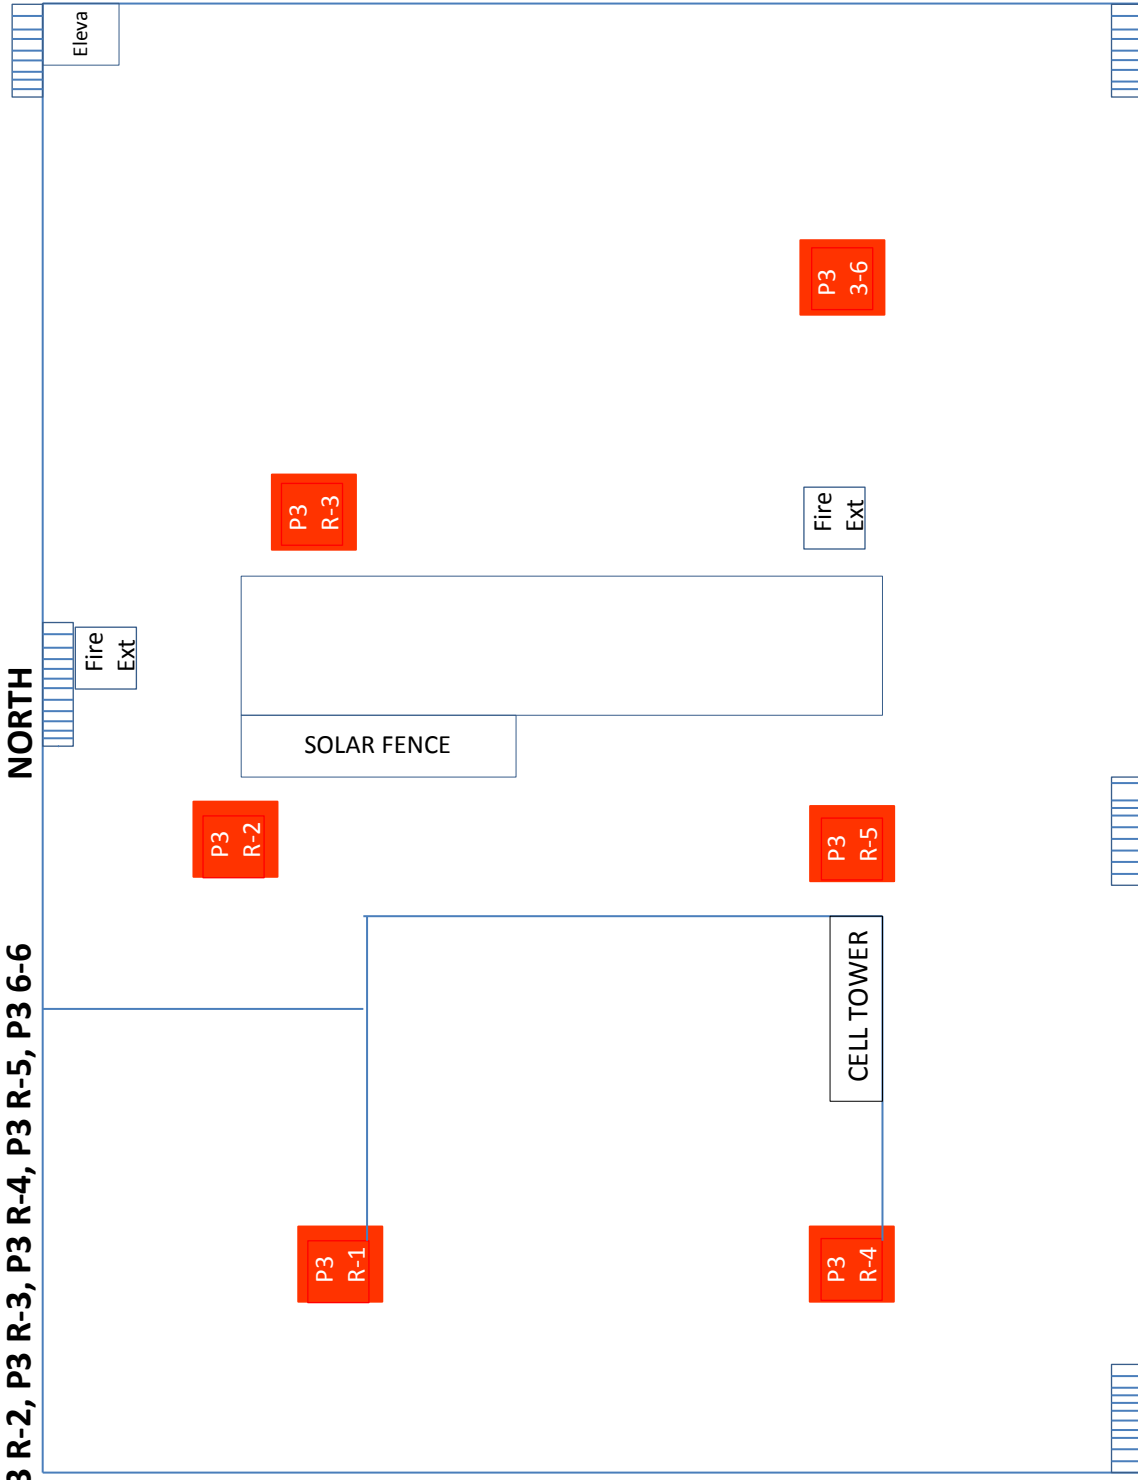 3 R-2, P3 R-3, P3 R-4, P3 R-5, P3 6-6
NORTH
Eleva
Fire
Ext
P3
R-2
P3
R-3
P3
R-1
SOLAR FENCE
P3
R-4
CELL TOWER
P3
R-5
Fire
Ext
P3
3-6